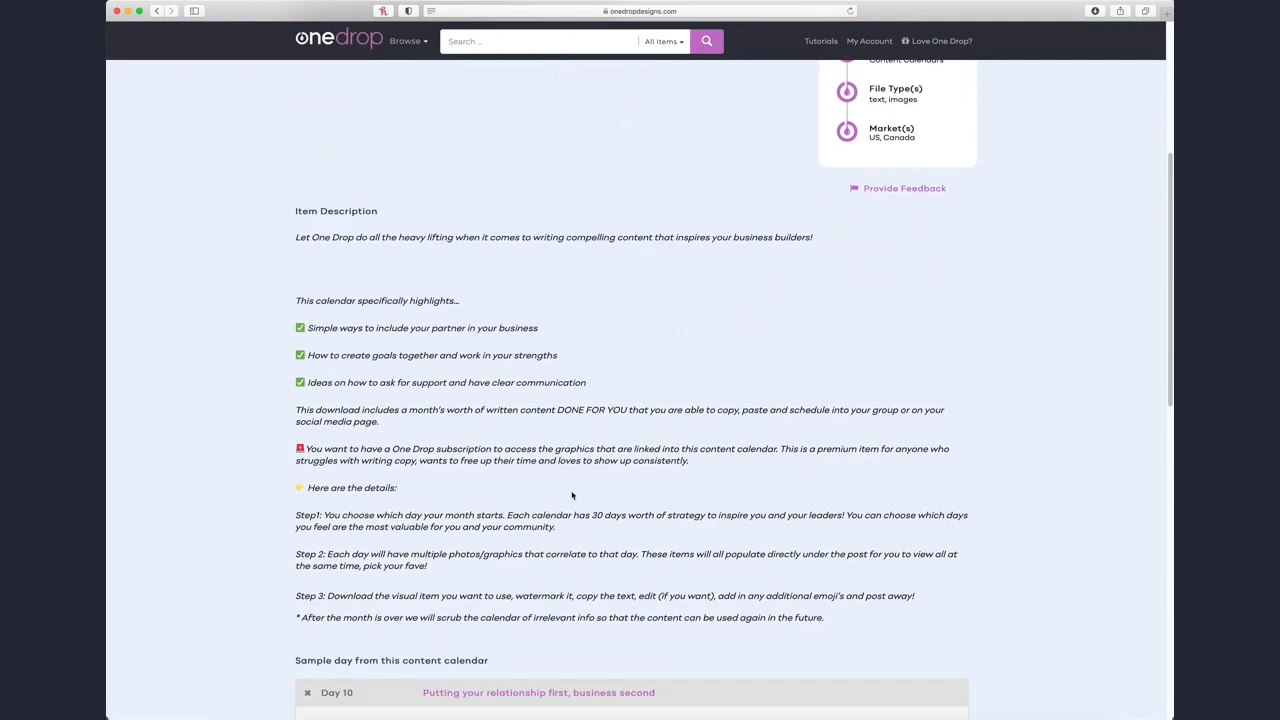 onedropdesigns.com
onedrop
Browse
Search ...
All Items
Tutorials
My Account
Love One Drop?
Content Calendars
File Type(s)
text, images
Market(s)
US, Canada
Provide Feedback
Item Description
Let One Drop do all the heavy lifting when it comes to writing compelling content that inspires your business builders!
This calendar specifically highlights...
✅ Simple ways to include your partner in your business
✅ How to create goals together and work in your strengths
✅ Ideas on how to ask for support and have clear communication
This download includes a month's worth of written content DONE FOR YOU that you are able to copy, paste and schedule into your group or on your
social media page.
🚨You want to have a One Drop subscription to access the graphics that are linked into this content calendar. This is a premium item for anyone who
struggles with writing copy, wants to free up their time and loves to show up consistently.
👉 Here are the details:
Step1: You choose which day your month starts. Each calendar has 30 days worth of strategy to inspire you and your leaders! You can choose which days
you feel are the most valuable for you and your community.
Step 2: Each day will have multiple photos/graphics that correlate to that day. These items will all populate directly under the post for you to view all at
the same time, pick your fave!
Step 3: Download the visual item you want to use, watermark it, copy the text, edit (if you want), add in any additional emoji's and post away!
* After the month is over we will scrub the calendar of irrelevant info so that the content can be used again in the future.
Sample day from this content calendar
Day 10
Putting your relationship first, business second